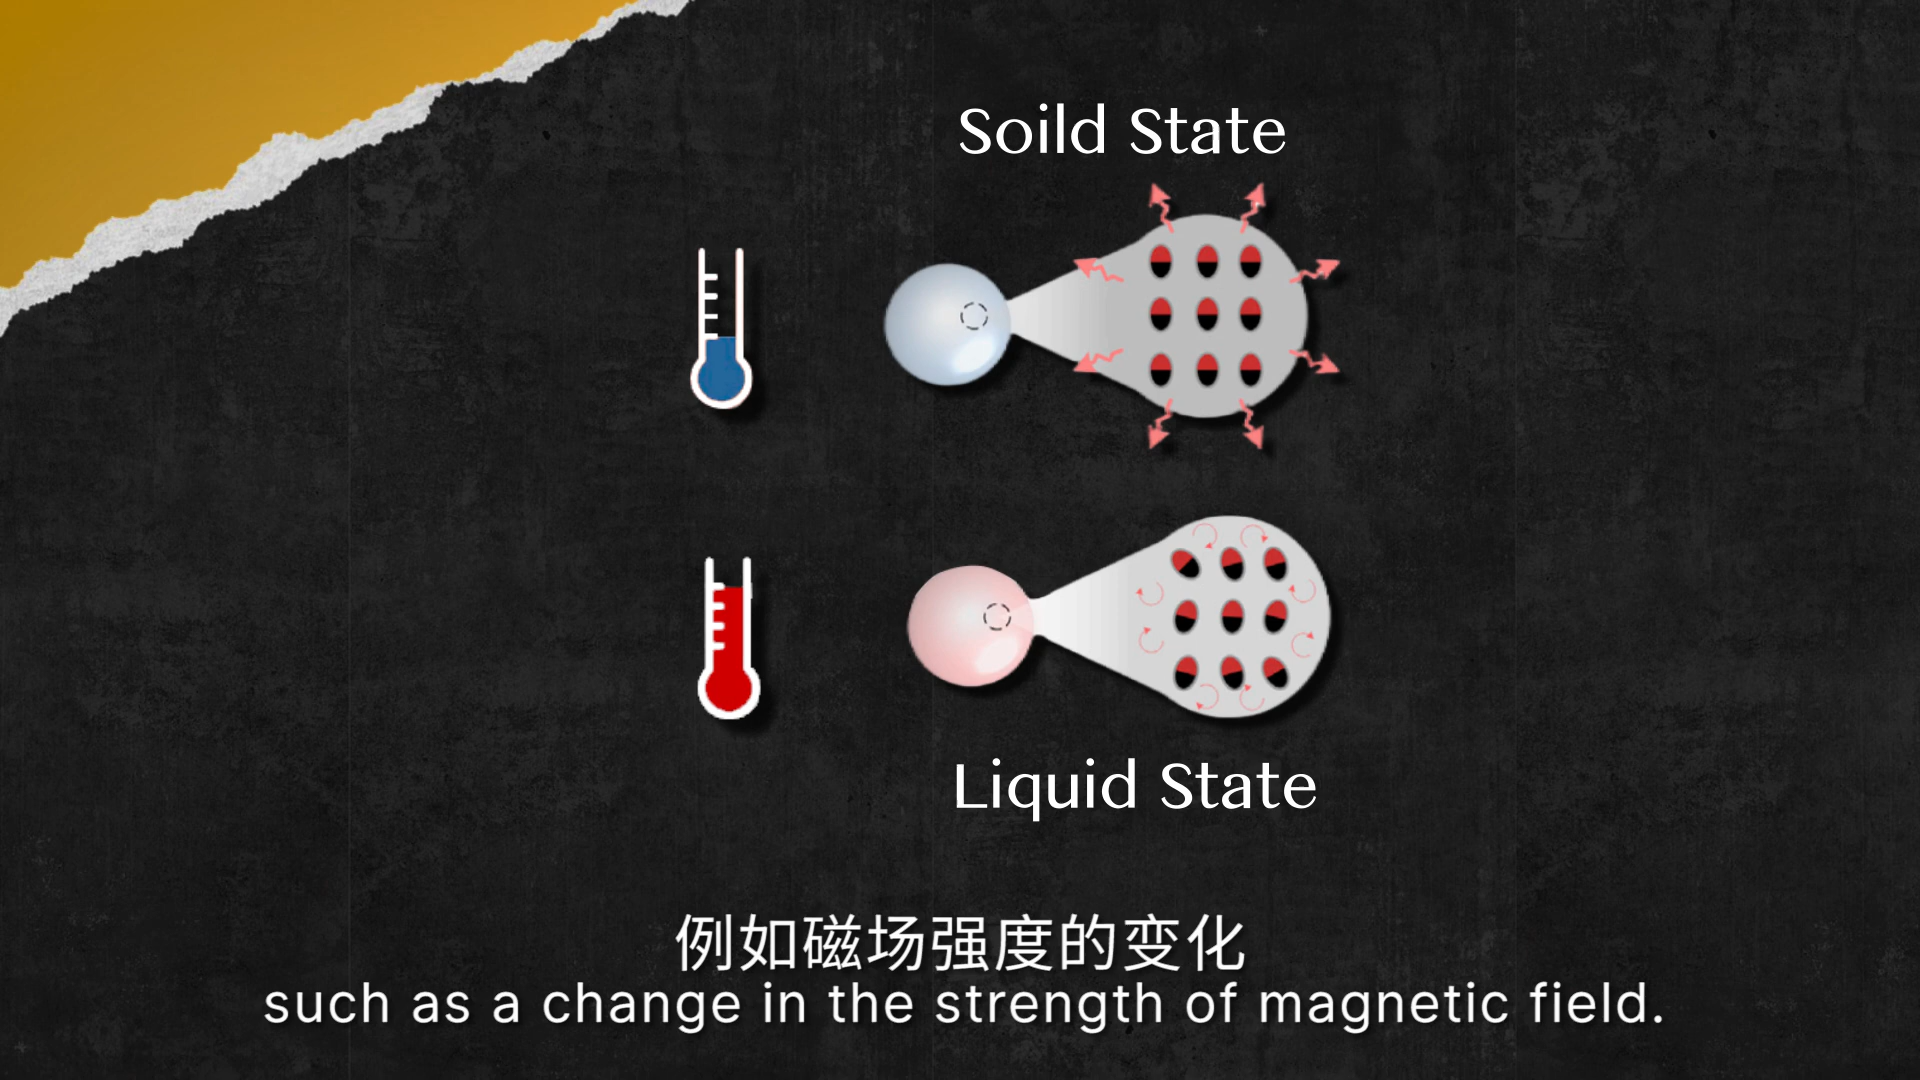 Soild State
Liquid State
例如磁场强度的变化
such as a change in the strength of magnetic field.